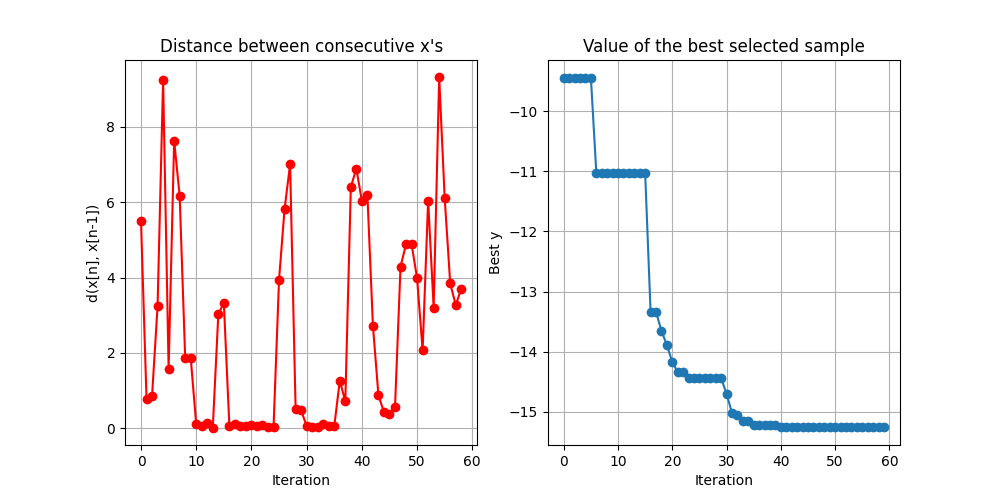 Distance between consecutive x's
d(x[n], x[n-1])
8
6
4
2
0
0 10 20 30 40 50 60
Iteration
Value of the best selected sample
Best y
−10
−11
−12
−13
−14
−15
0 10 20 30 40 50 60
Iteration